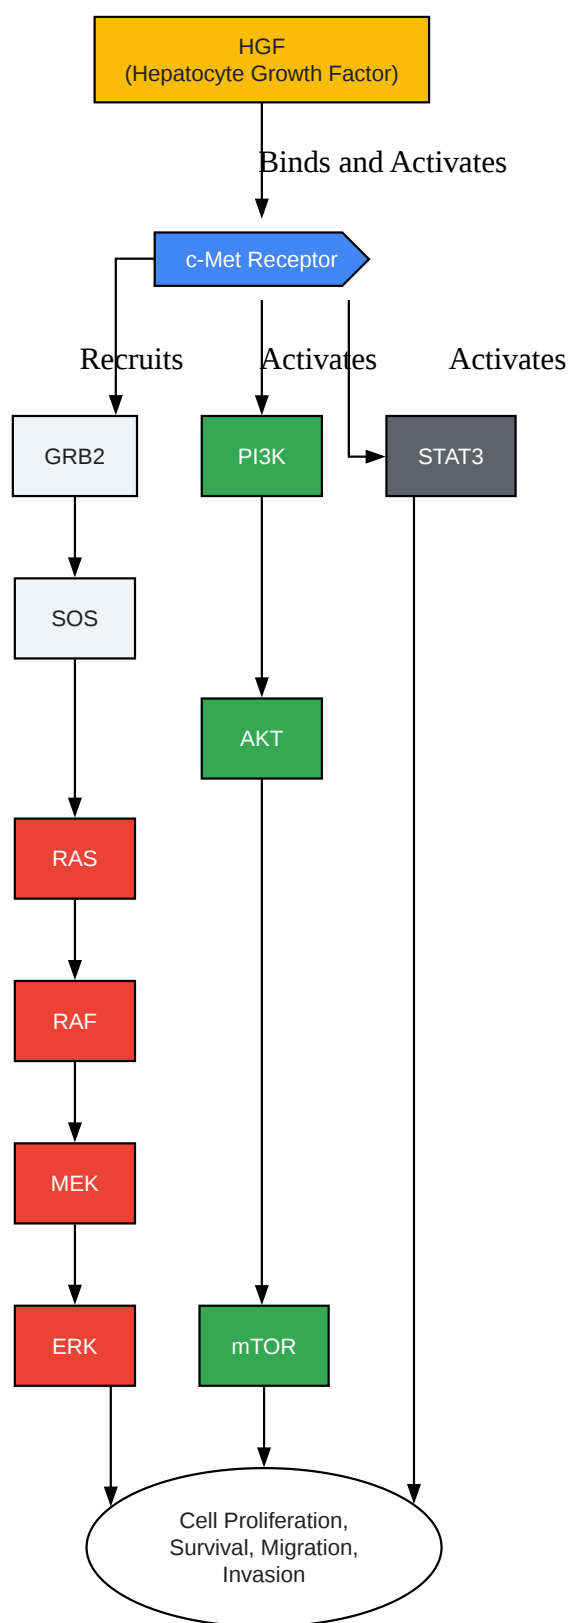 HGF
(Hepatocyte Growth Factor)
Binds and Activates
c-Met Receptor
Recruits
Activates
Activates
GRB2
PI3K
STAT3
SOS
AKT
RAS
RAF
MEK
ERK
mTOR
Cell Proliferation,
Survival, Migration,
Invasion